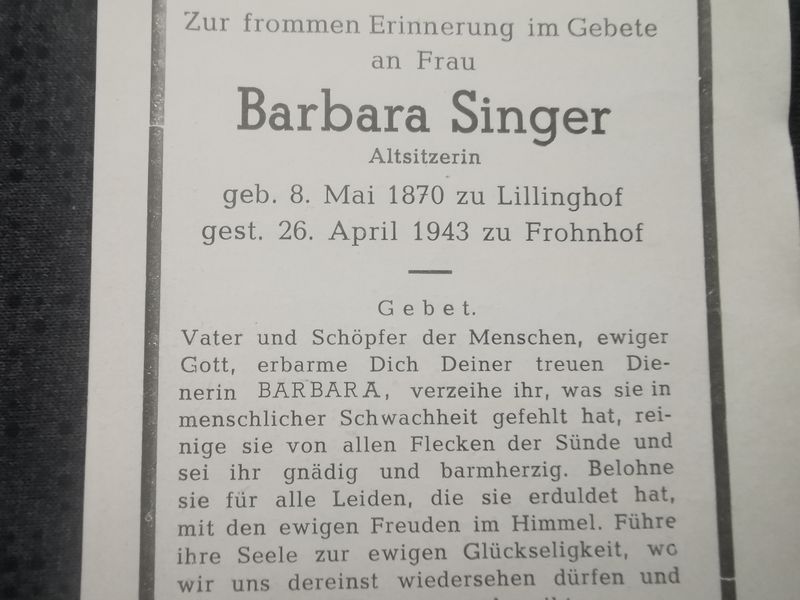 Zur frommen Erinnerung im Gebete
an Frau
Barbara Singer
Altsitzerin
geb. 8. Mai 1870 zu Lillinghof
gest. 26. April 1943 zu Frohnhof
Gebet.
Vater und Schöpfer der Menschen, ewiger
Gott, erbarme Dich Deiner treuen Die-
nerin BARBARA, verzeihe ihr, was sie in
menschlicher Schwachheit gefehlt hat, rei-
nige sie von allen Flecken der Sünde und
sei ihr gnädig und barmherzig. Belohne
sie für alle Leiden, die sie erduldet hat,
mit den ewigen Freuden im Himmel. Führe
ihre Seele zur ewigen Glückseligkeit, wo
wir uns dereinst wiedersehen dürfen und